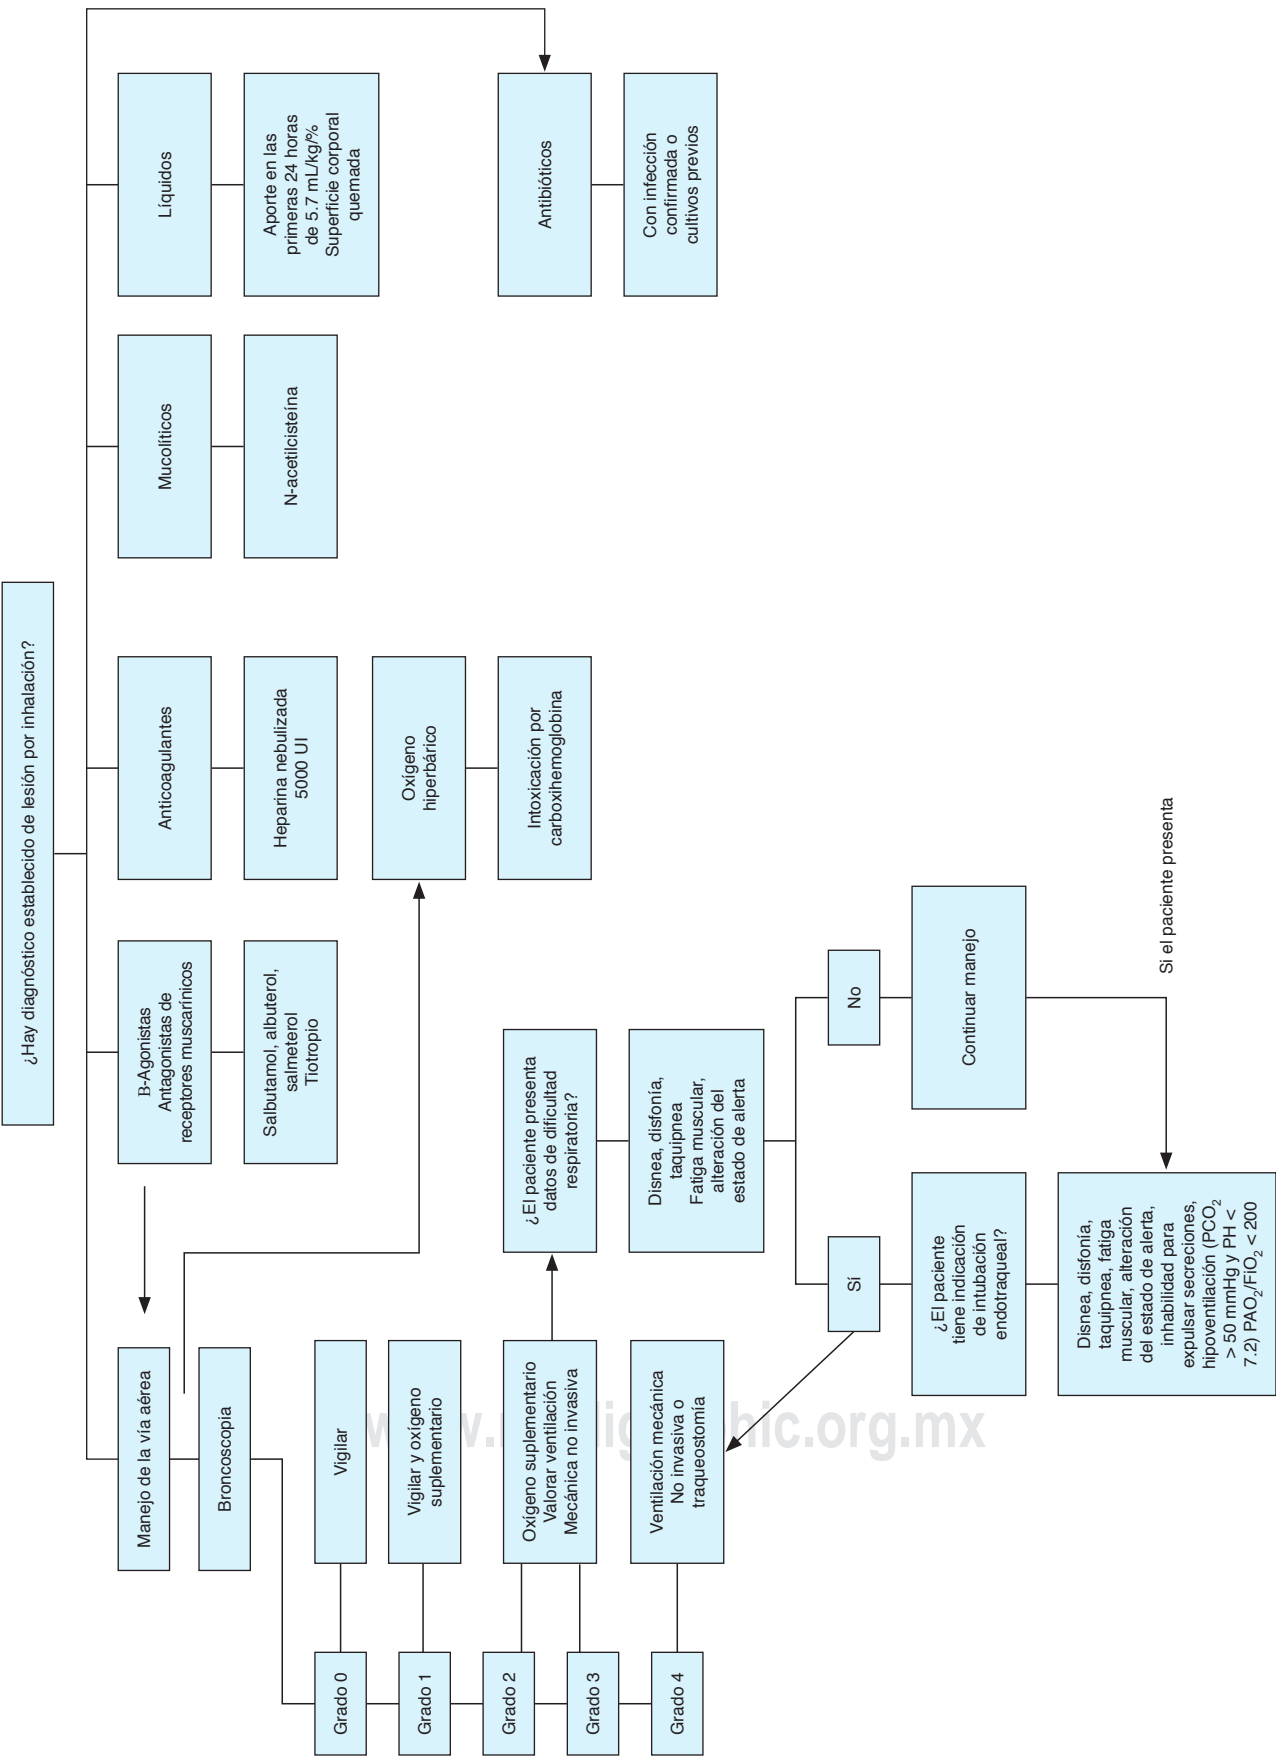 ¿Hay diagnóstico establecido de lesión por inhalación?
Manejo de la vía aérea
Broncoscopia
Grado 0
Vigilar
Grado 1
Vigilar y oxígeno
suplementario
Grado 2
Grado 3
Oxígeno suplementario
Valorar ventilación
Mecánica no invasiva
Grado 4
Ventilación mecánica
No invasiva o
traqueostomía
B-Agonistas
Antagonistas de
receptores muscarínicos
Salbutamol, albuterol,
salmeterol
Tiotropio
Anticoagulantes
Heparina nebulizada
5000 UI
Oxígeno
hiperbárico
Intoxicación por
carboxihemoglobina
Mucolíticos
N-acetilcisteína
Líquidos
Aporte en las
primeras 24 horas
de 5.7 mL/kg/%
Superficie corporal
quemada
Antibióticos
Con infección
confirmada o
cultivos previos
¿El paciente presenta
datos de dificultad
respiratoria?
Disnea, disfonía,
taquipnea
Fatiga muscular,
alteración del
estado de alerta
Sí
No
¿El paciente
tiene indicación
de intubación
endotraqueal?
Continuar manejo
Disnea, disfonía,
taquipnea, fatiga
muscular, alteración
del estado de alerta,
inhabilidad para
expulsar secreciones,
hipoventilación (PCO₂
> 50 mmHg y PH <
7.2) PAO₂/FiO₂ < 200
Si el paciente presenta